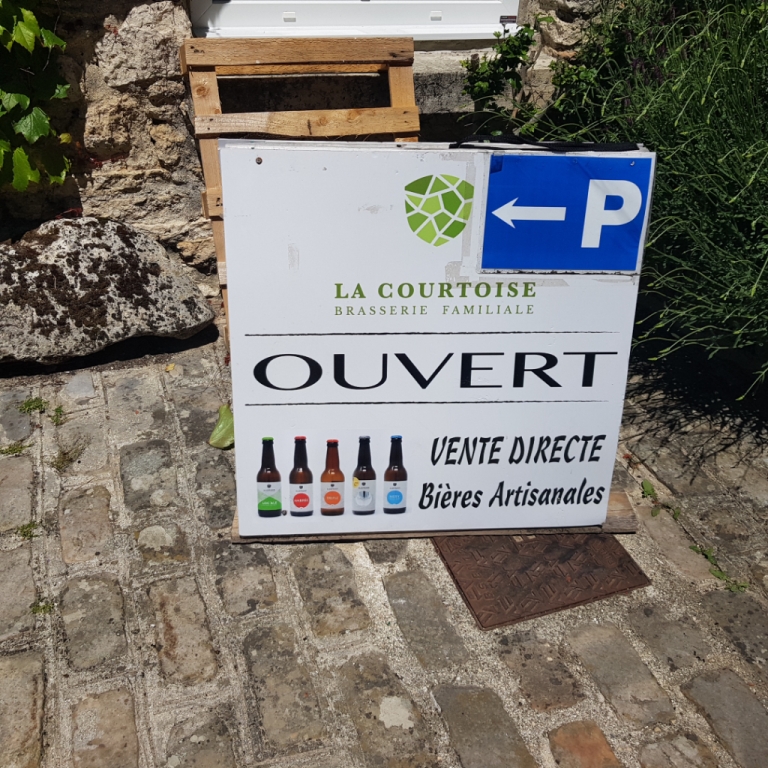 P
LA COURTOISE
BRASSERIE FAMILIALE
OUVERT
VENTE DIRECTE
Bières Artisanales